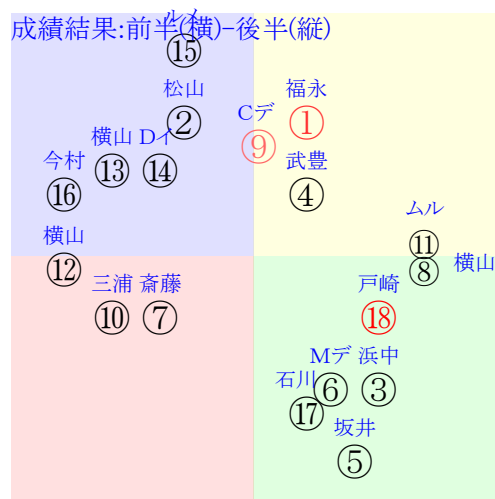 成績結果:前半(横)-後半(縦)
ルメ
⑮
松山
②
福永
①
Cデ
⑨
横山
⑬
Dイ
⑭
武豊
④
今村
⑯
ムル
⑪
横山
⑫
横山
⑧
三浦
⑩
斎藤
⑦
戸崎
⑱
Mデ
⑥
浜中
③
石川
⑰
坂井
⑤